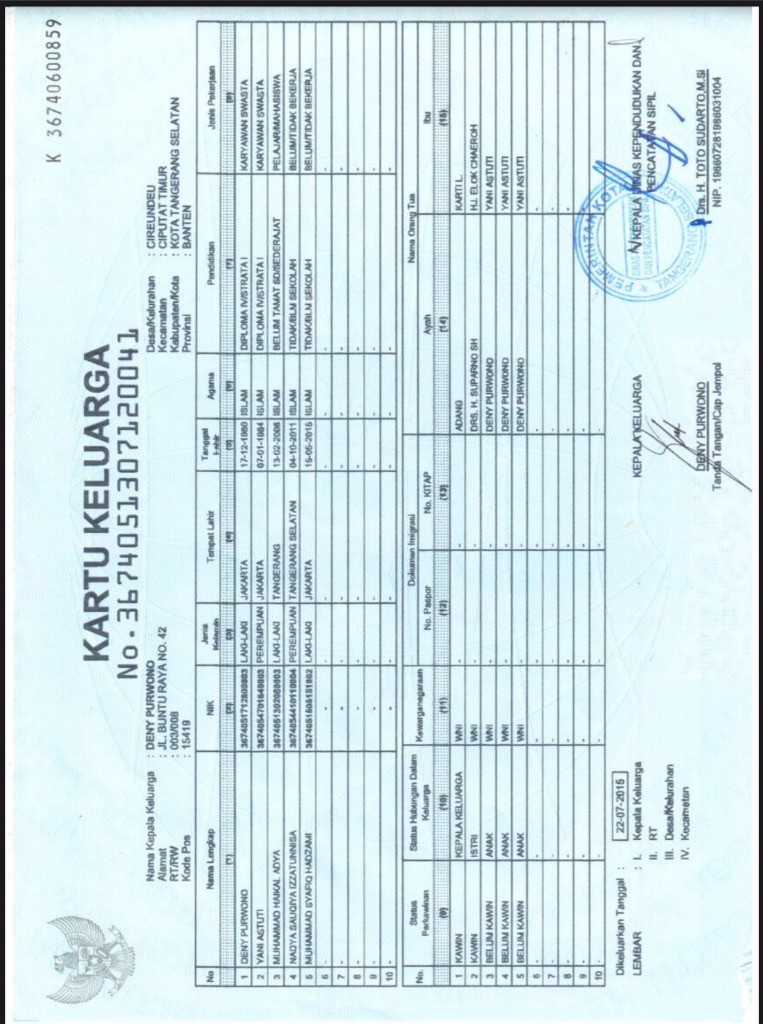 K 36740600859
KARTU KELUARGA
No. 3674051307120041
Nama Kepala Keluarga : DENY PURWONO
Alamat : JL. BUNTU RAYA NO. 42
RT/RW : 003/008
Kode Pos : 15419
Desa/Kelurahan : CIREUNDEU
Kecamatan : CIPUTAT TIMUR
Kabupaten/Kota : KOTA TANGERANG SELATAN
Provinsi : BANTEN
No Nama Lengkap NIK Jenis Kelamin Tempat Lahir Tanggal Lahir Agama Pendidikan Jenis Pekerjaan
(1) (2) (3) (4) (5) (6) (7) (8)
1 DENY PURWONO LAKI-LAKI JAKARTA 17-12-1980 ISLAM DIPLOMA IV/STRATA I KARYAWAN SWASTA
2 YANI ASTUTI PEREMPUAN JAKARTA 07-01-1984 ISLAM DIPLOMA IV/STRATA I KARYAWAN SWASTA
3 MUHAMMAD HAIKAL ADYA LAKI-LAKI TANGERANG 13-02-2008 ISLAM BELUM TAMAT SD/SEDERAJAT PELAJAR/MAHASISWA
4 NADYA SAUQIYA IZZATUNNISA PEREMPUAN TANGERANG SELATAN 04-10-2011 ISLAM TIDAK/BLM SEKOLAH BELUM/TIDAK BEKERJA
5 MUHAMMAD SYAFIQ HADZAMI LAKI-LAKI JAKARTA 15-05-2015 ISLAM TIDAK/BLM SEKOLAH BELUM/TIDAK BEKERJA
6 - - - - - - - -
7 - - - - - - - -
8 - - - - - - - -
9 - - - - - - - -
10 - - - - - - - -
No. Status Perkawinan Status Hubungan Dalam Keluarga Kewarganegaraan Dokumen Imigrasi Nama Orang Tua
No. Paspor No. KITAP Ayah Ibu
(9) (10) (11) (12) (13) (14) (15)
1 KAWIN KEPALA KELUARGA WNI - - ADANG KARTI L.
2 KAWIN ISTRI WNI - - DRS. H. SUPARNO SH HJ. ELOK CHAEROH
3 BELUM KAWIN ANAK WNI - - DENY PURWONO YANI ASTUTI
4 BELUM KAWIN ANAK WNI - - DENY PURWONO YANI ASTUTI
5 BELUM KAWIN ANAK WNI - - DENY PURWONO YANI ASTUTI
6 - - - - - - -
7 - - - - - - -
8 - - - - - - -
9 - - - - - - -
10 - - - - - - -
Dikeluarkan Tanggal : 22-07-2015
LEMBAR : I. Kepala Keluarga
II. RT
III. Desa/Kelurahan
IV. Kecamatan
KEPALA KELUARGA
DENY PURWONO
Tanda Tangan/Cap Jempol
KEPALA DINAS KEPENDUDUKAN DAN
PENCATATAN SIPIL
PEMERINTAH KOTA
TANGERANG SELATAN
Drs. H. TOTO SUDARTO,M.Si
NIP. 196607281986031004